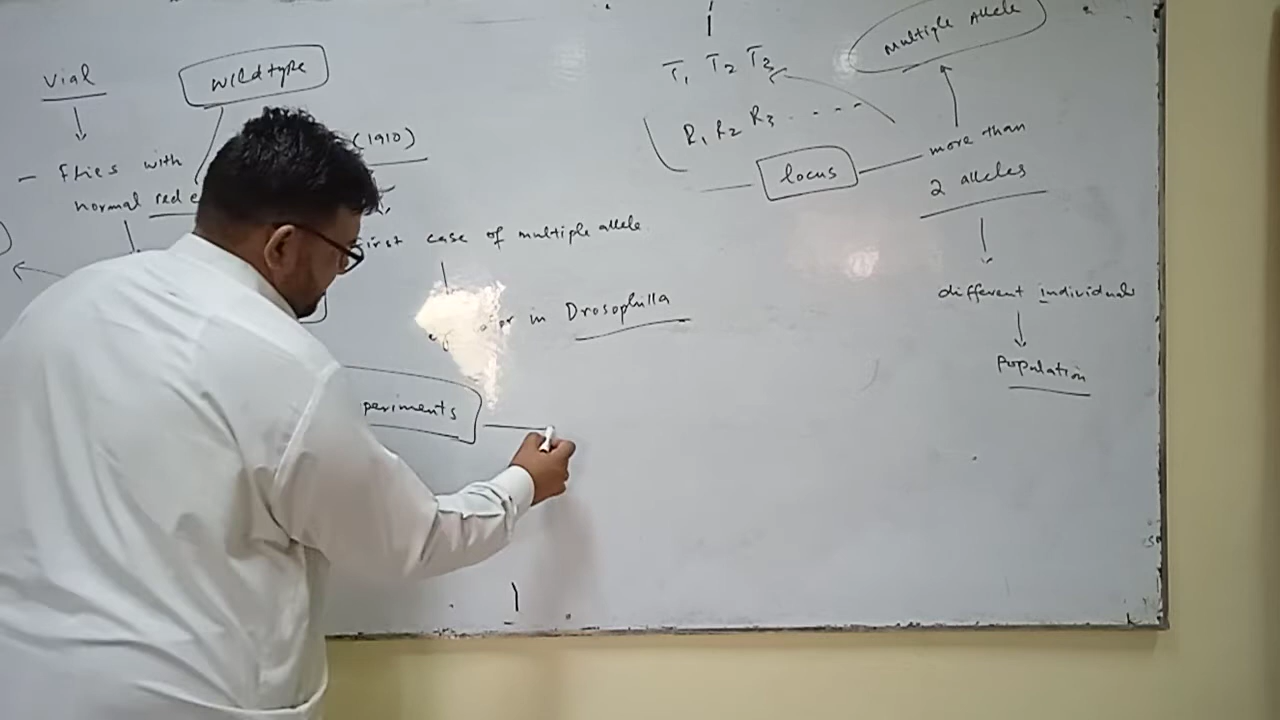 Vial
Wild type
(1910)
- Flies with
normal red e
First case of multiple allele
in Drosophilla
periments
Multiple Allele
T1 T2 T3
R1 R2 R3 . - - -
locus
more than
2 alleles
different individuals
Population